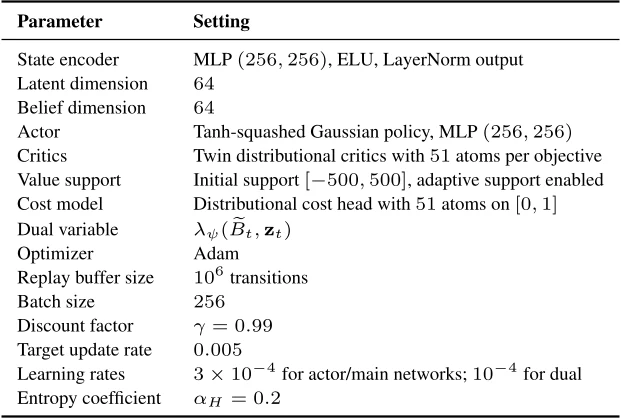 Parameter Setting
State encoder MLP (256, 256), ELU, LayerNorm output
Latent dimension 64
Belief dimension 64
Actor Tanh-squashed Gaussian policy, MLP (256, 256)
Critics Twin distributional critics with 51 atoms per objective
Value support Initial support [−500, 500], adaptive support enabled
Cost model Distributional cost head with 51 atoms on [0, 1]
Dual variable λ_ψ(B̃_t, z_t)
Optimizer Adam
Replay buffer size 10^6 transitions
Batch size 256
Discount factor γ = 0.99
Target update rate 0.005
Learning rates 3 × 10^−4 for actor/main networks; 10^−4 for dual
Entropy coefficient α_H = 0.2